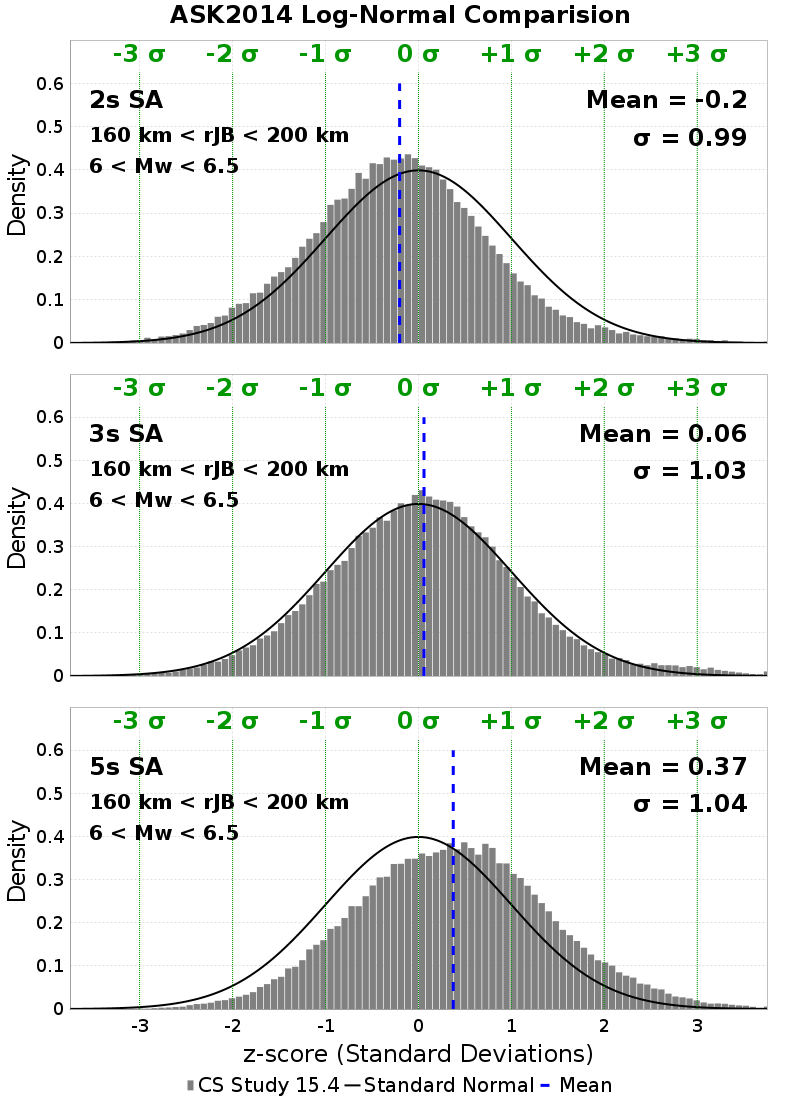 ASK2014 Log-Normal Comparision
-3 σ -2 σ -1 σ 0 σ +1 σ +2 σ +3 σ
2s SA
Mean = -0.2
160 km < rJB < 200 km
σ = 0.99
6 < Mw < 6.5
Density
0.6
0.5
0.4
0.3
0.2
0.1
0
-3 σ -2 σ -1 σ 0 σ +1 σ +2 σ +3 σ
3s SA
Mean = 0.06
160 km < rJB < 200 km
σ = 1.03
6 < Mw < 6.5
Density
0.6
0.5
0.4
0.3
0.2
0.1
0
-3 σ -2 σ -1 σ 0 σ +1 σ +2 σ +3 σ
5s SA
Mean = 0.37
160 km < rJB < 200 km
σ = 1.04
6 < Mw < 6.5
Density
0.6
0.5
0.4
0.3
0.2
0.1
0
-3 -2 -1 0 1 2 3
z-score (Standard Deviations)
CS Study 15.4 Standard Normal Mean